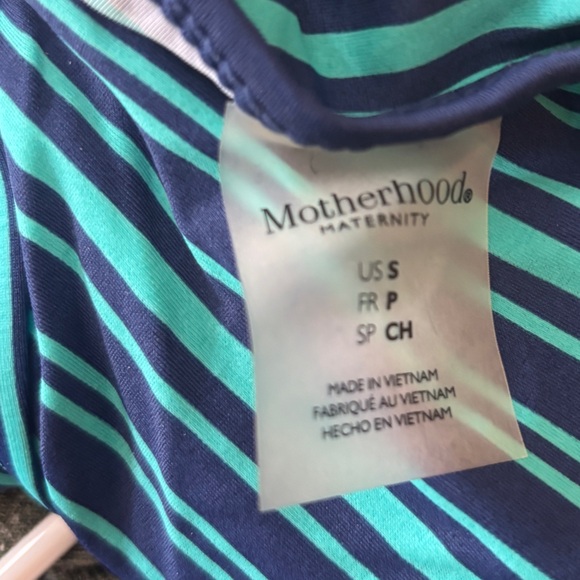 Motherhood®
MATERNITY
US S
FR P
SP CH
MADE IN VIETNAM
FABRIQUÉ AU VIETNAM
HECHO EN VIETNAM